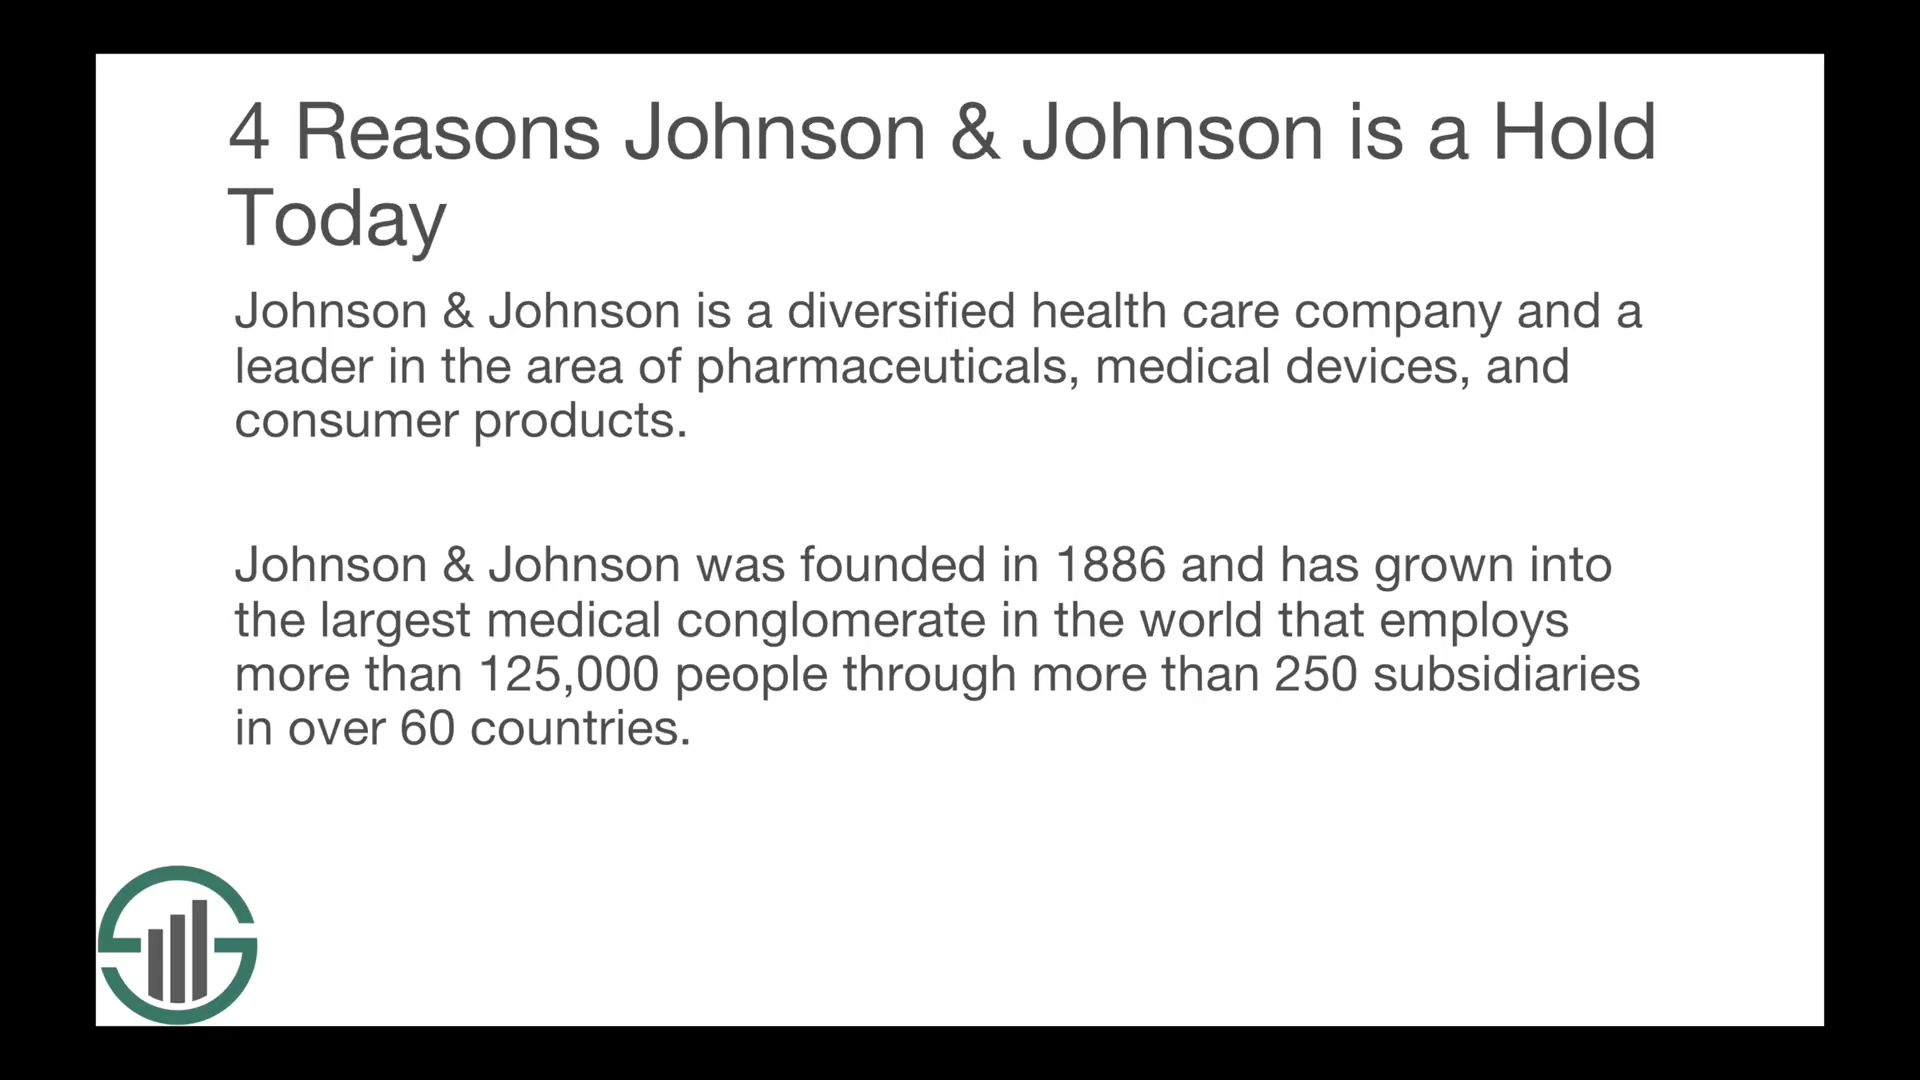 4 Reasons Johnson & Johnson is a Hold
Today
Johnson & Johnson is a diversified health care company and a
leader in the area of pharmaceuticals, medical devices, and
consumer products.
Johnson & Johnson was founded in 1886 and has grown into
the largest medical conglomerate in the world that employs
more than 125,000 people through more than 250 subsidiaries
in over 60 countries.